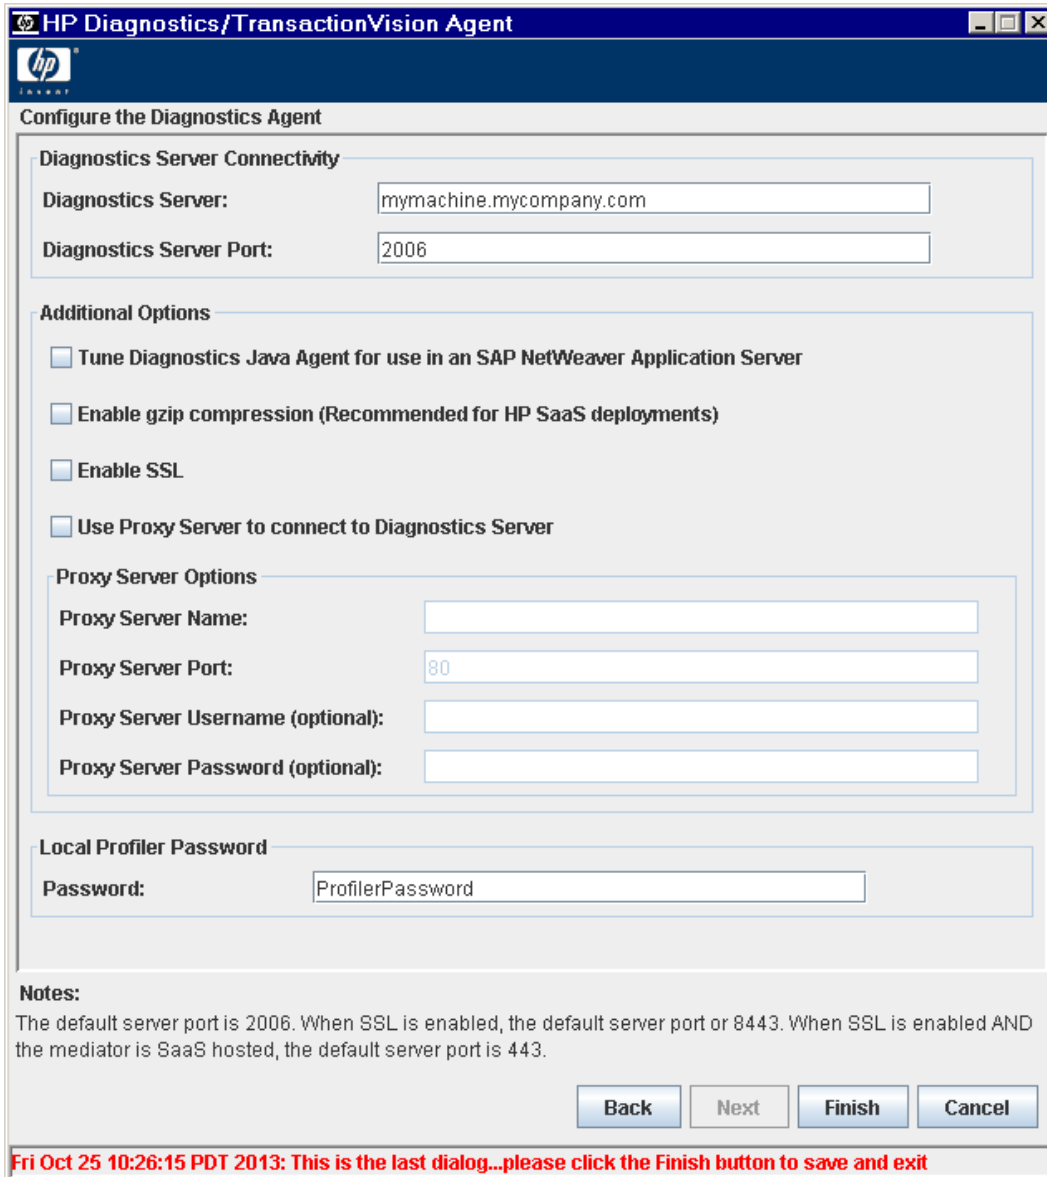 HP Diagnostics/TransactionVision Agent
hp
invent
Configure the Diagnostics Agent
Diagnostics Server Connectivity
Diagnostics Server: mymachine.mycompany.com
Diagnostics Server Port: 2006
Additional Options
Tune Diagnostics Java Agent for use in an SAP NetWeaver Application Server
Enable gzip compression (Recommended for HP SaaS deployments)
Enable SSL
Use Proxy Server to connect to Diagnostics Server
Proxy Server Options
Proxy Server Name:
Proxy Server Port: 80
Proxy Server Username (optional):
Proxy Server Password (optional):
Local Profiler Password
Password: ProfilerPassword
Notes:
The default server port is 2006. When SSL is enabled, the default server port or 8443. When SSL is enabled AND
the mediator is SaaS hosted, the default server port is 443.
Back Next Finish Cancel
Fri Oct 25 10:26:15 PDT 2013: This is the last dialog...please click the Finish button to save and exit